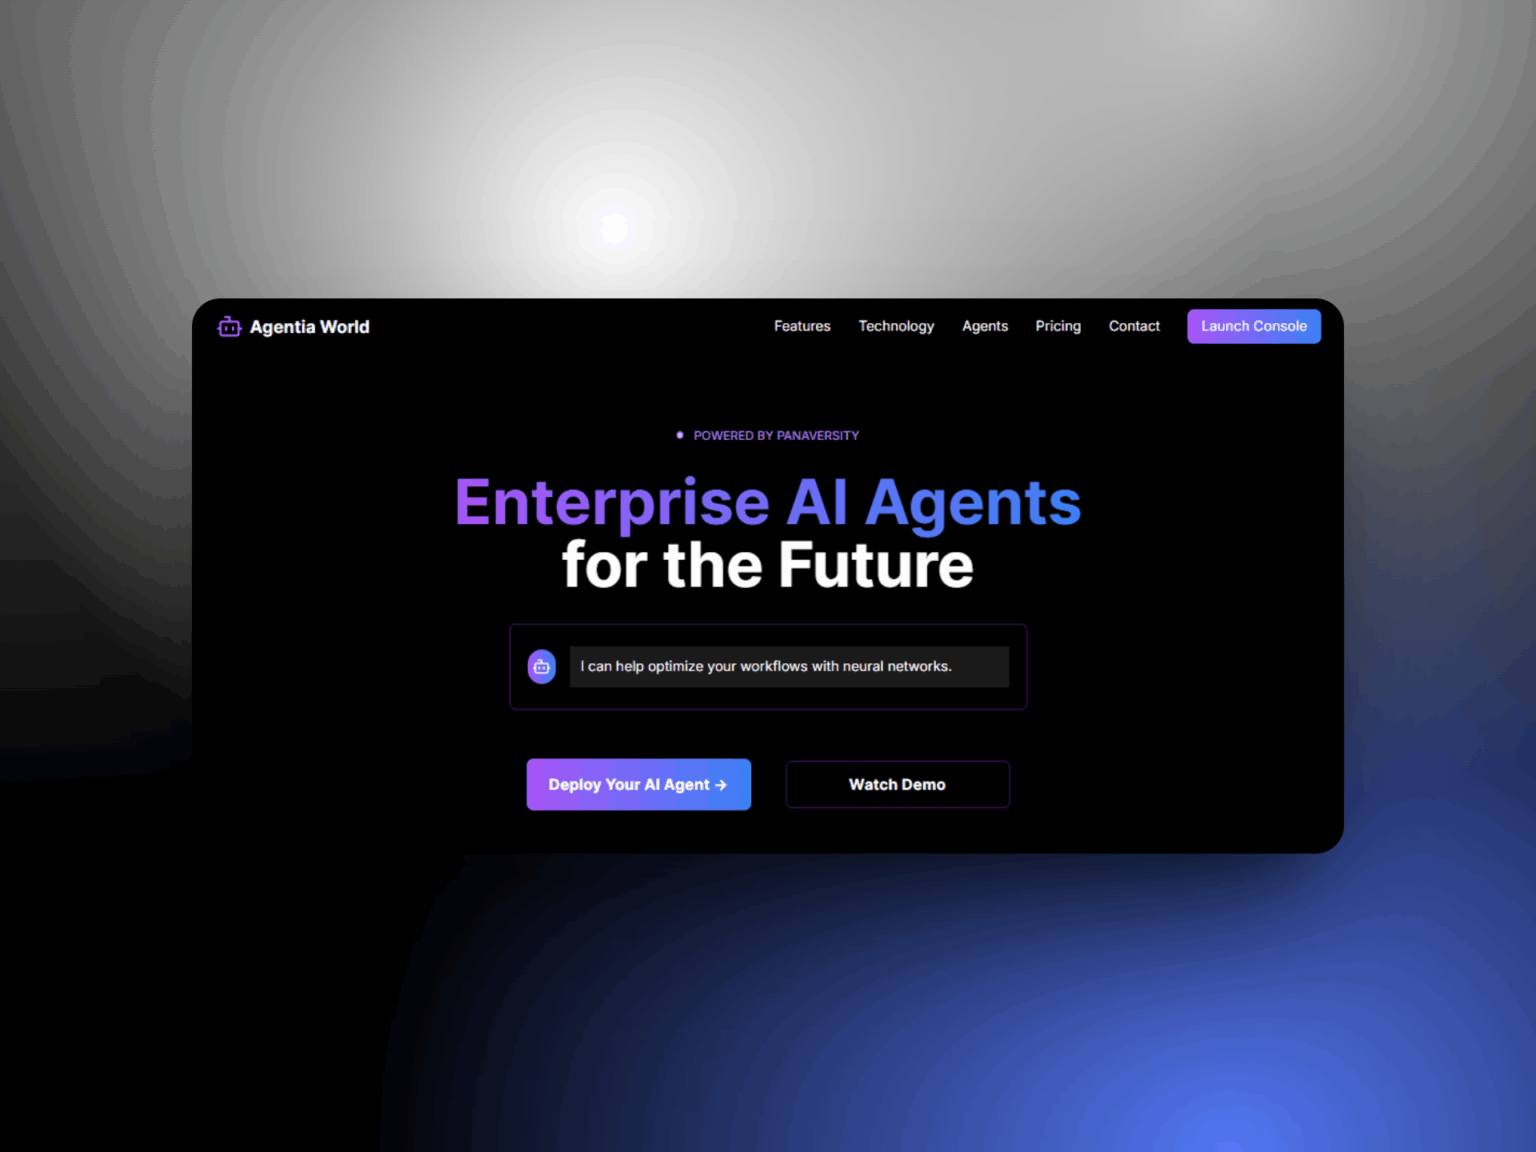 Agentia World
Features
Technology
Agents
Pricing
Contact
Launch Console
POWERED BY PANAVERSITY
Enterprise AI Agents
for the Future
I can help optimize your workflows with neural networks.
Deploy Your AI Agent →
Watch Demo